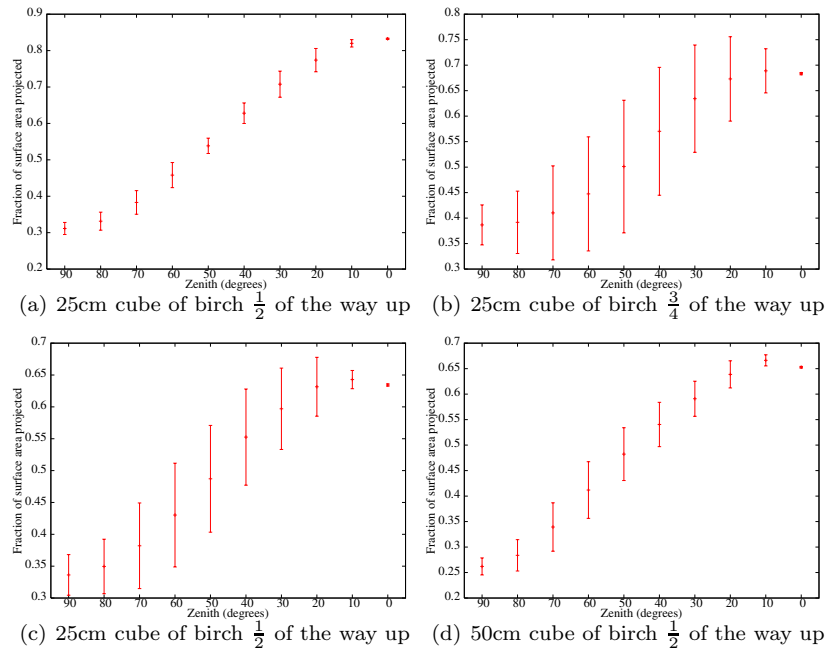 0.9
0.8
0.7
0.6
0.5
0.4
0.3
0.2
Fraction of surface area projected
90 80 70 60 50 40 30 20 10 0
Zenith (degrees)
(a) 25cm cube of birch 1/2 of the way up
0.8
0.75
0.7
0.65
0.6
0.55
0.5
0.45
0.4
0.35
0.3
Fraction of surface area projected
90 80 70 60 50 40 30 20 10 0
Zenith (degrees)
(b) 25cm cube of birch 3/4 of the way up
0.7
0.65
0.6
0.55
0.5
0.45
0.4
0.35
0.3
Fraction of surface area projected
90 80 70 60 50 40 30 20 10 0
Zenith (degrees)
(c) 25cm cube of birch 1/2 of the way up
0.7
0.65
0.6
0.55
0.5
0.45
0.4
0.35
0.3
0.25
0.2
Fraction of surface area projected
90 80 70 60 50 40 30 20 10 0
Zenith (degrees)
(d) 50cm cube of birch 1/2 of the way up